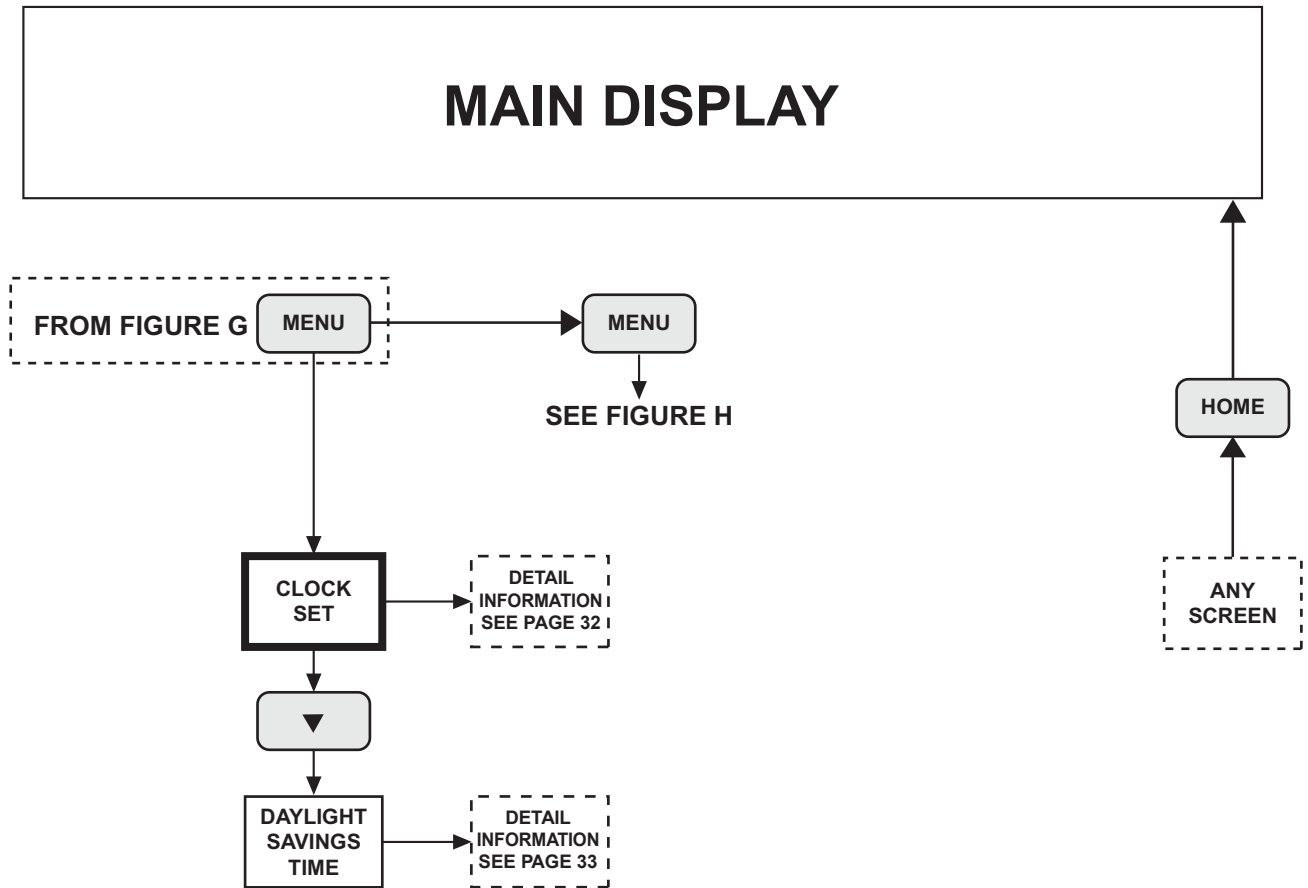 MAIN DISPLAY
FROM FIGURE G
MENU
MENU
SEE FIGURE H
HOME
ANY
SCREEN
CLOCK
SET
DETAIL
INFORMATION
SEE PAGE 32
▼
DAYLIGHT
SAVINGS
TIME
DETAIL
INFORMATION
SEE PAGE 33